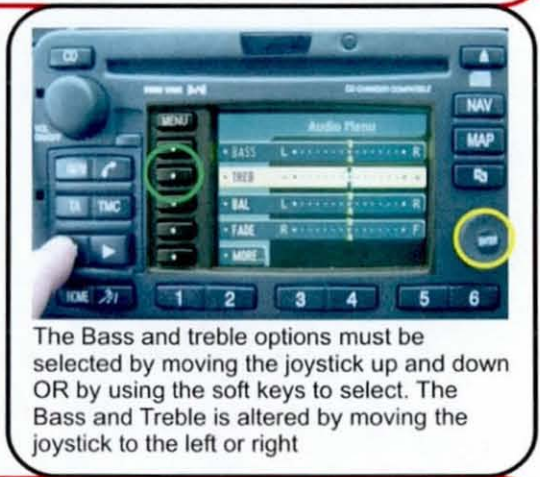 CD
NAV
MENU
Audio Menu
MAP
• BASS L R
• TREB - +
TA TMC
• BAL L R
ENTER
• FADE R F
• MORE
HOME
1 2 3 4 5 6
The Bass and treble options must be
selected by moving the joystick up and down
OR by using the soft keys to select. The
Bass and Treble is altered by moving the
joystick to the left or right